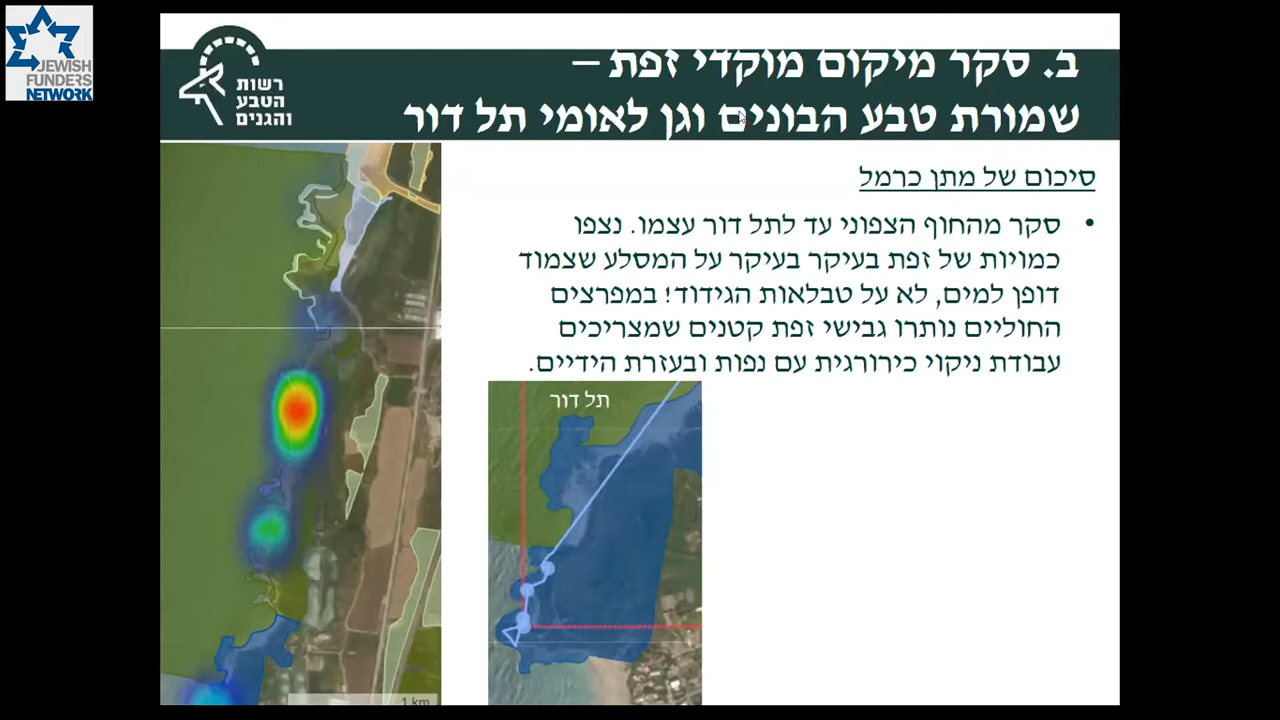 JEWISH
FUNDERS
NETWORK
רשות
הטבע
והגנים
ב. סקר מיקום מוקדי זפת –
שמורת טבע הבונים וגן לאומי תל דור
סיכום של מתן כרמל
• סקר מהחוף הצפוני עד לתל דור עצמו. נצפו
כמויות של זפת בעיקר בעיקר על המסלע שצמוד
דופן למים, לא על טבלאות הגידוד! במפרצים
החוליים נותרו גבישי זפת קטנים שמצריכים
עבודת ניקוי כירורגית עם נפות ובעזרת הידיים.
תל דור
1 km